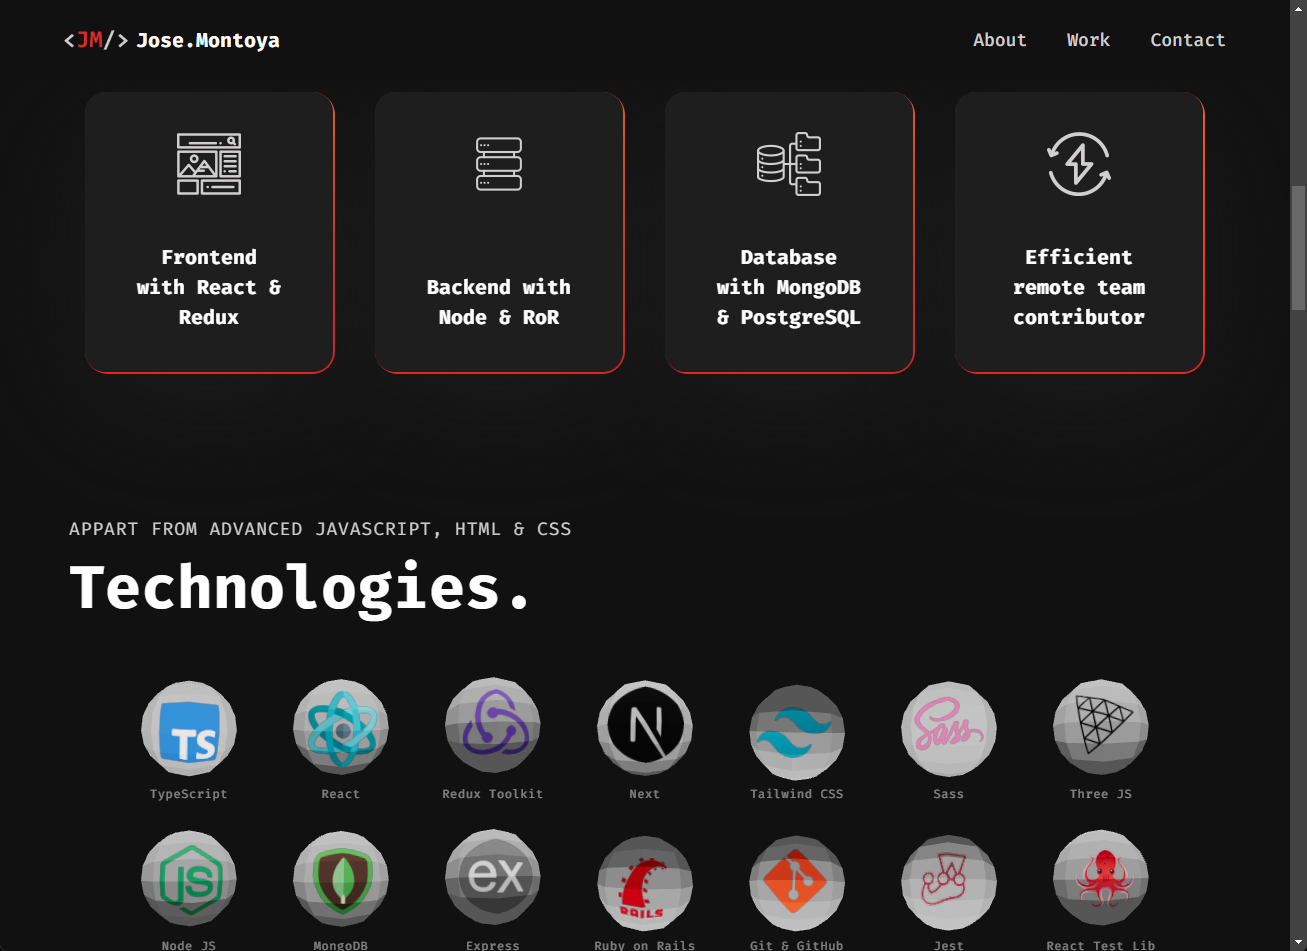 <JM/> Jose.Montoya
About
Work
Contact
Frontend
with React &
Redux
Backend with
Node & RoR
Database
with MongoDB
& PostgreSQL
Efficient
remote team
contributor
APPART FROM ADVANCED JAVASCRIPT, HTML & CSS
Technologies.
TS
N
Sass
TypeScript
React
Redux Toolkit
Next
Tailwind CSS
Sass
Three JS
JS
ex
RAILS
Node JS
MongoDB
Express
Ruby on Rails
Git & GitHub
Jest
React Test Lib